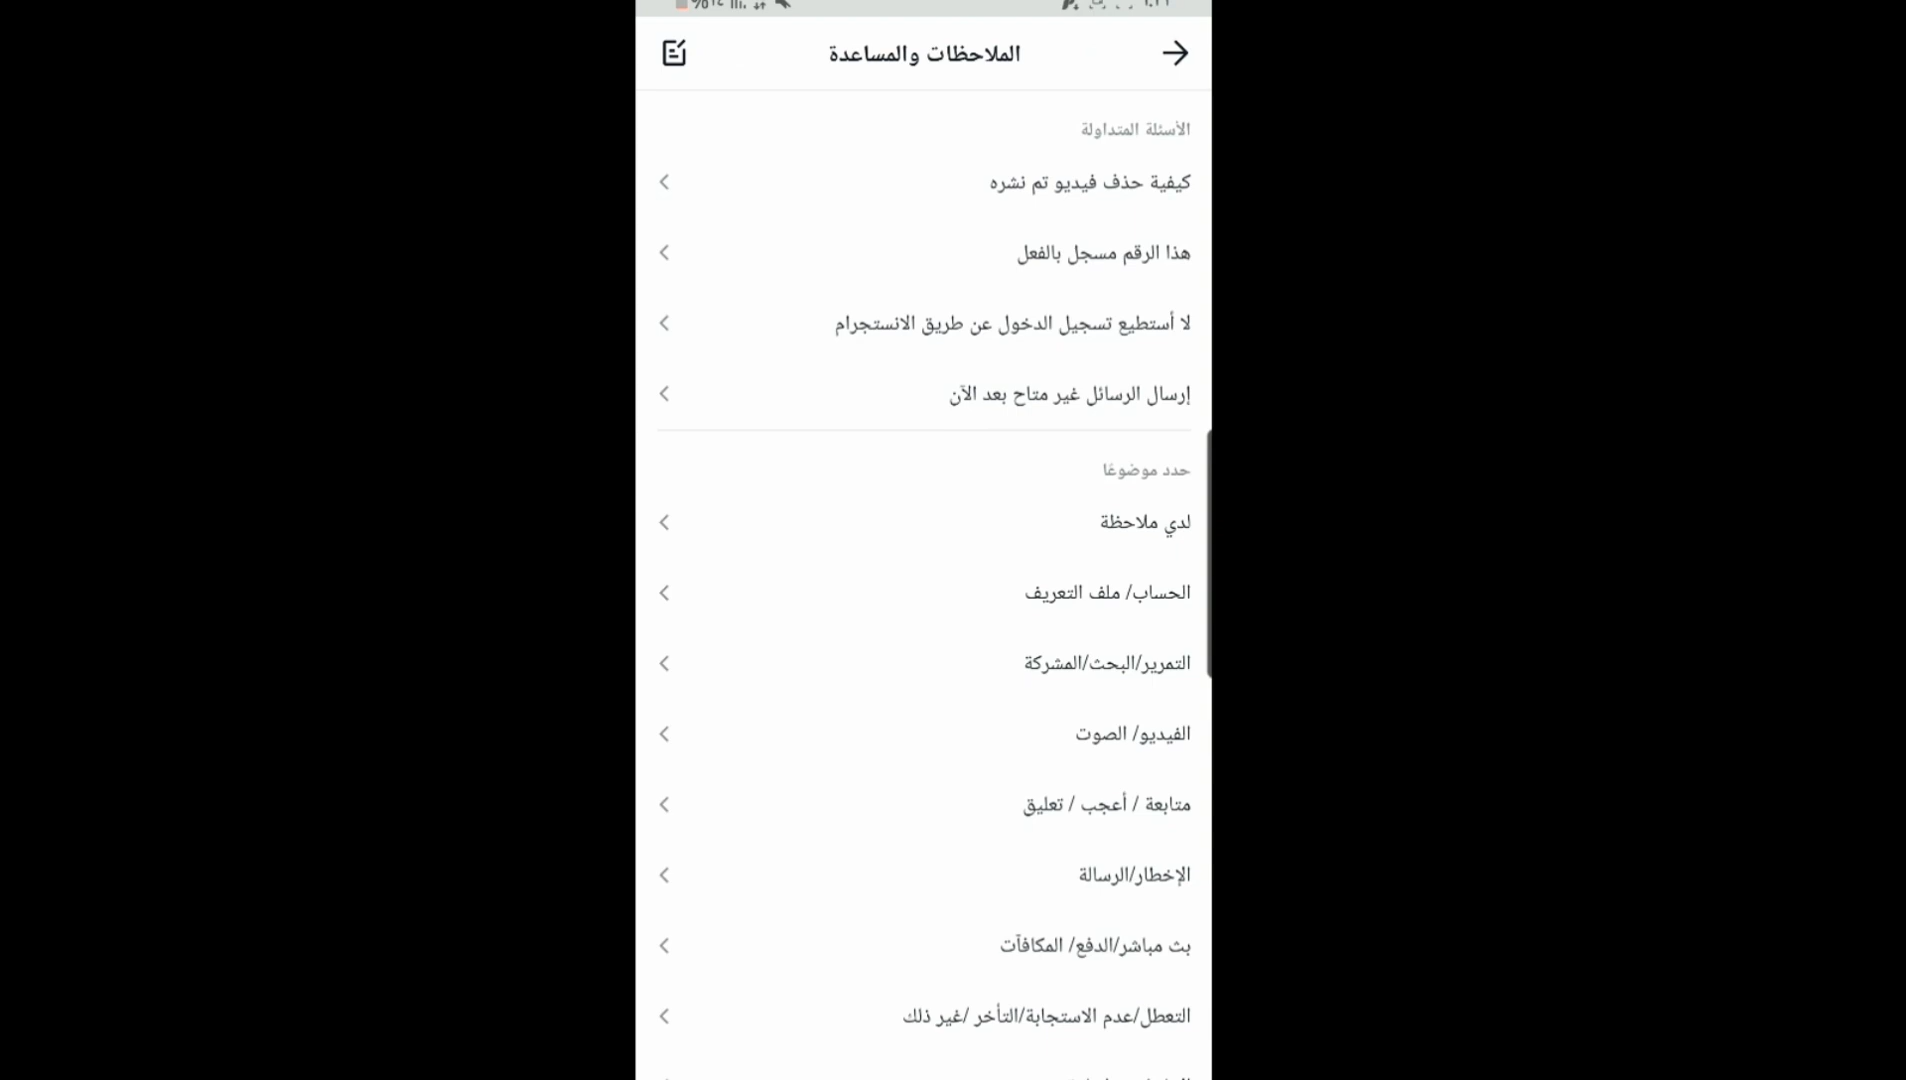 الملاحظات والمساعدة
الأسئلة المتداولة
كيفية حذف فيديو تم نشره
هذا الرقم مسجل بالفعل
لا أستطيع تسجيل الدخول عن طريق الانستجرام
إرسال الرسائل غير متاح بعد الآن
حدد موضوعًا
لدي ملاحظة
الحساب/ ملف التعريف
التمرير/البحث/المشركة
الفيديو/ الصوت
متابعة / أعجب / تعليق
الإخطار/الرسالة
بث مباشر/الدفع/ المكافآت
التعطل/عدم الاستجابة/التأخر /غير ذلك